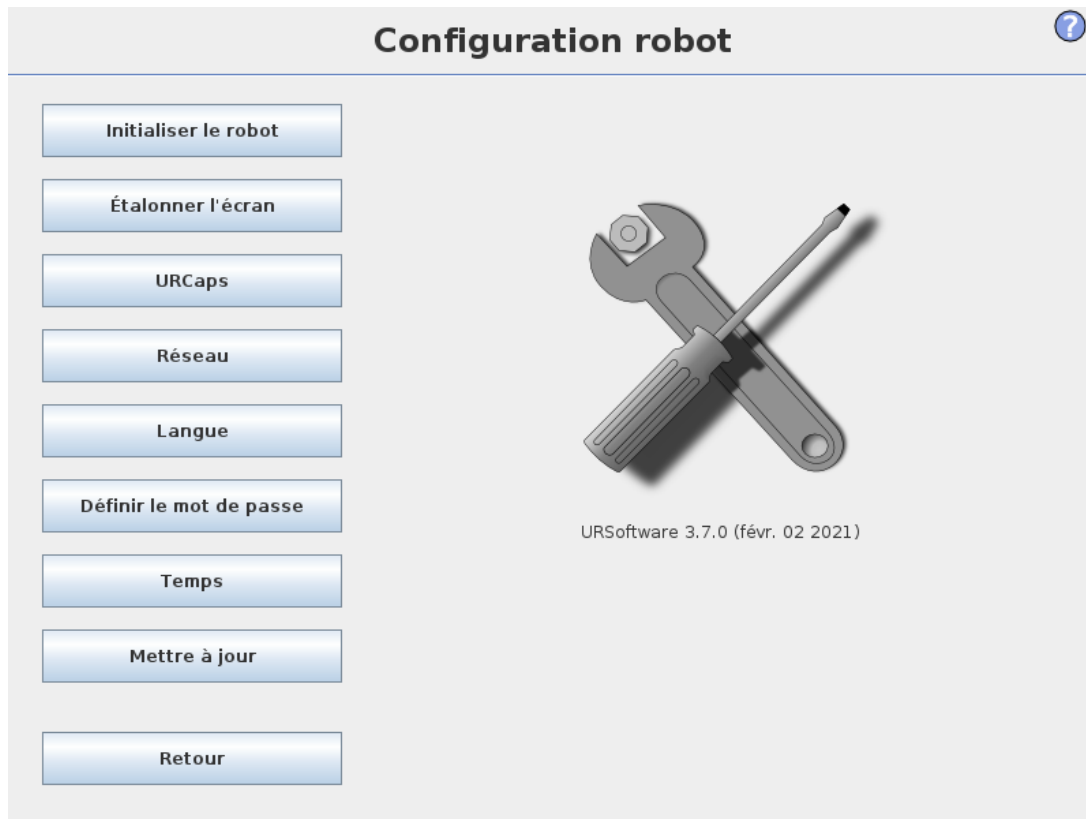 Configuration robot
?
Initialiser le robot
Étalonner l'écran
URCaps
Réseau
Langue
Définir le mot de passe
Temps
Mettre à jour
Retour
URSoftware 3.7.0 (févr. 02 2021)